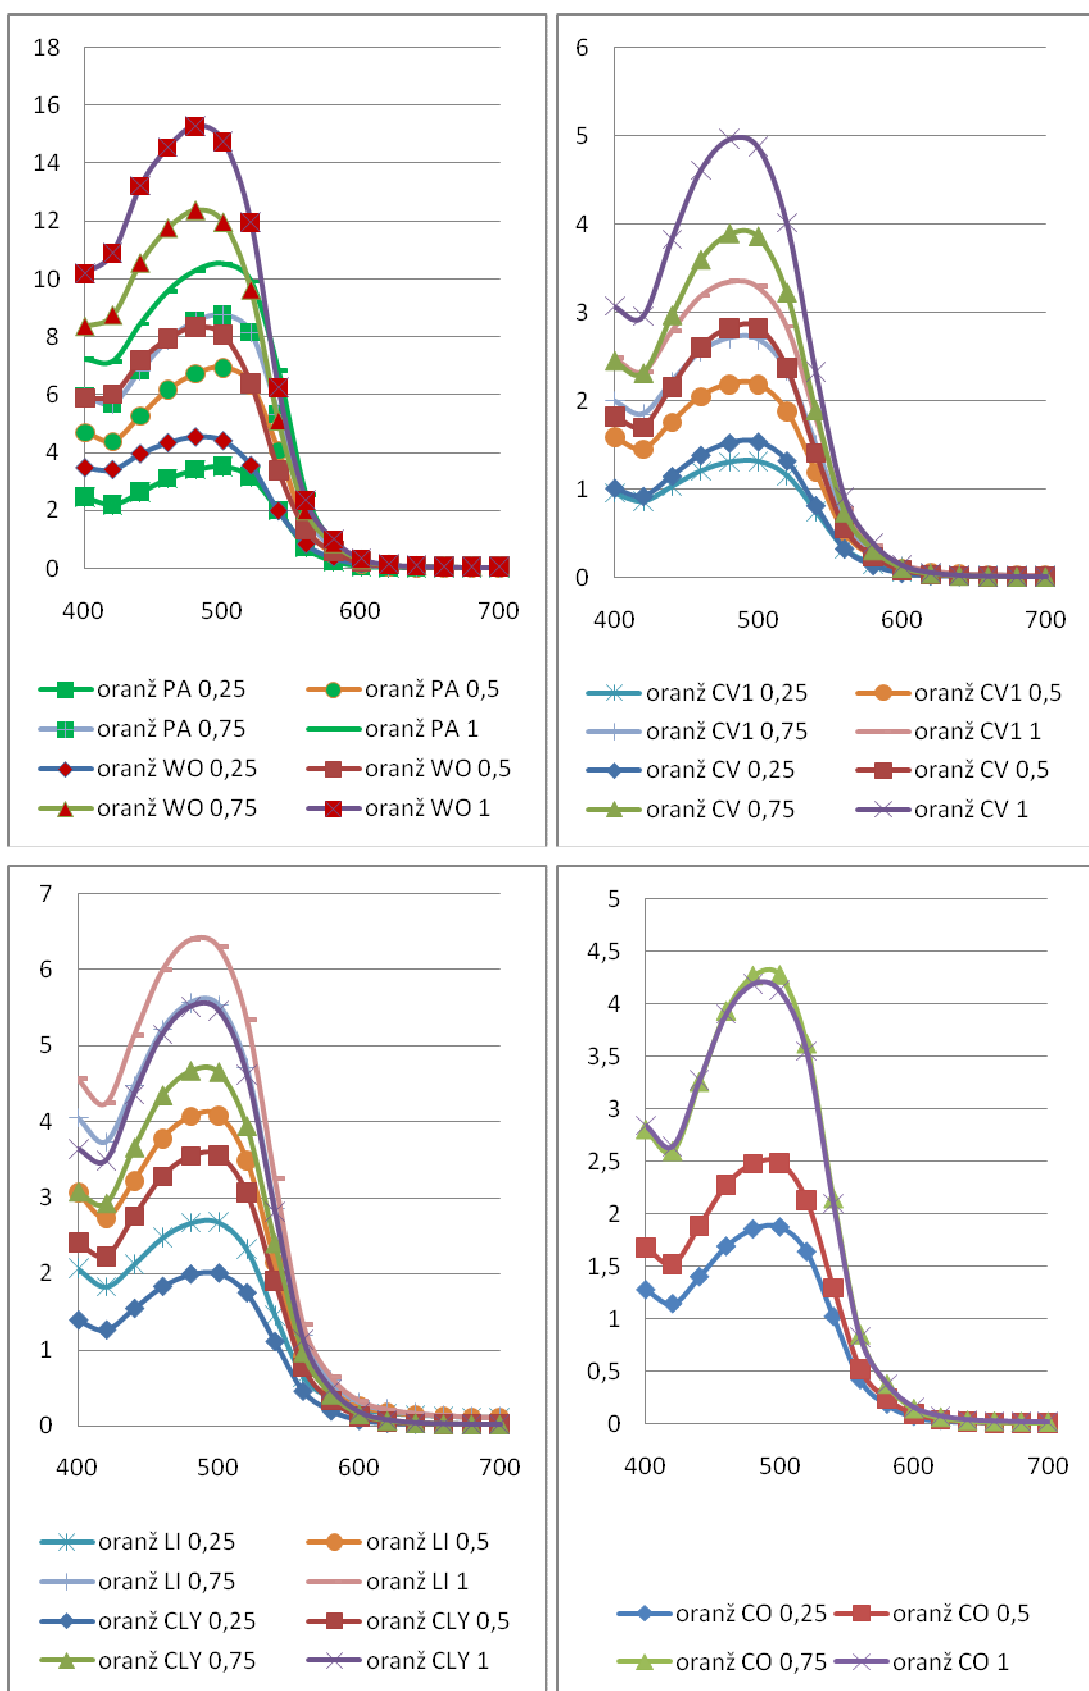 18
16
14
12
10
8
6
4
2
0
400 500 600 700
oranž PA 0,25 oranž PA 0,5
oranž PA 0,75 oranž PA 1
oranž WO 0,25 oranž WO 0,5
oranž WO 0,75 oranž WO 1
6
5
4
3
2
1
0
400 500 600 700
oranž CV1 0,25 oranž CV1 0,5
oranž CV1 0,75 oranž CV1 1
oranž CV 0,25 oranž CV 0,5
oranž CV 0,75 oranž CV 1
7
6
5
4
3
2
1
0
400 500 600 700
oranž LI 0,25 oranž LI 0,5
oranž LI 0,75 oranž LI 1
oranž CLY 0,25 oranž CLY 0,5
oranž CLY 0,75 oranž CLY 1
5
4,5
4
3,5
3
2,5
2
1,5
1
0,5
0
400 500 600 700
oranž CO 0,25 oranž CO 0,5
oranž CO 0,75 oranž CO 1